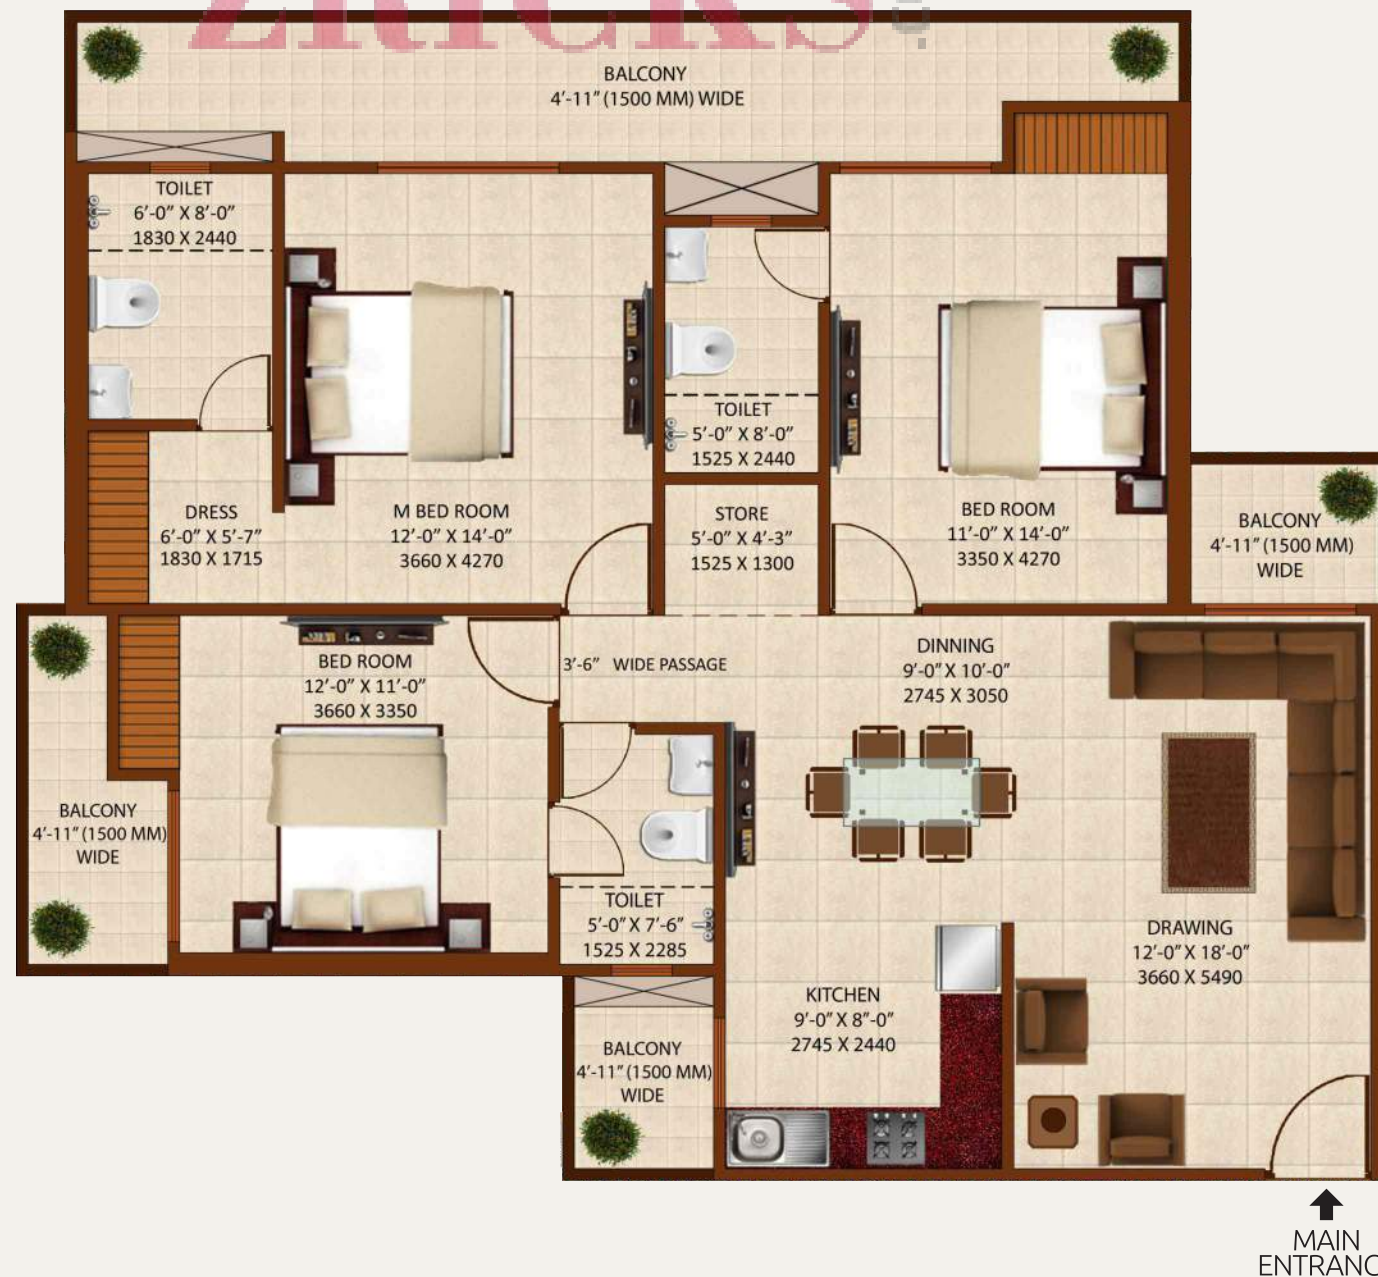 ZRICKS
BALCONY
4'-11" (1500 MM) WIDE
TOILET
6'-0" X 8'-0"
1830 X 2440
TOILET
5'-0" X 8'-0"
1525 X 2440
DRESS
6'-0" X 5'-7"
1830 X 1715
M BED ROOM
12'-0" X 14'-0"
3660 X 4270
STORE
5'-0" X 4'-3"
1525 X 1300
BED ROOM
11'-0" X 14'-0"
3350 X 4270
BALCONY
4'-11" (1500 MM)
WIDE
BED ROOM
12'-0" X 11'-0"
3660 X 3350
3'-6" WIDE PASSAGE
DINNING
9'-0" X 10'-0"
2745 X 3050
BALCONY
4'-11" (1500 MM)
WIDE
TOILET
5'-0" X 7'-6"
1525 X 2285
DRAWING
12'-0" X 18'-0"
3660 X 5490
KITCHEN
9'-0" X 8"-0"
2745 X 2440
BALCONY
4'-11" (1500 MM)
WIDE
MAIN
ENTRANC